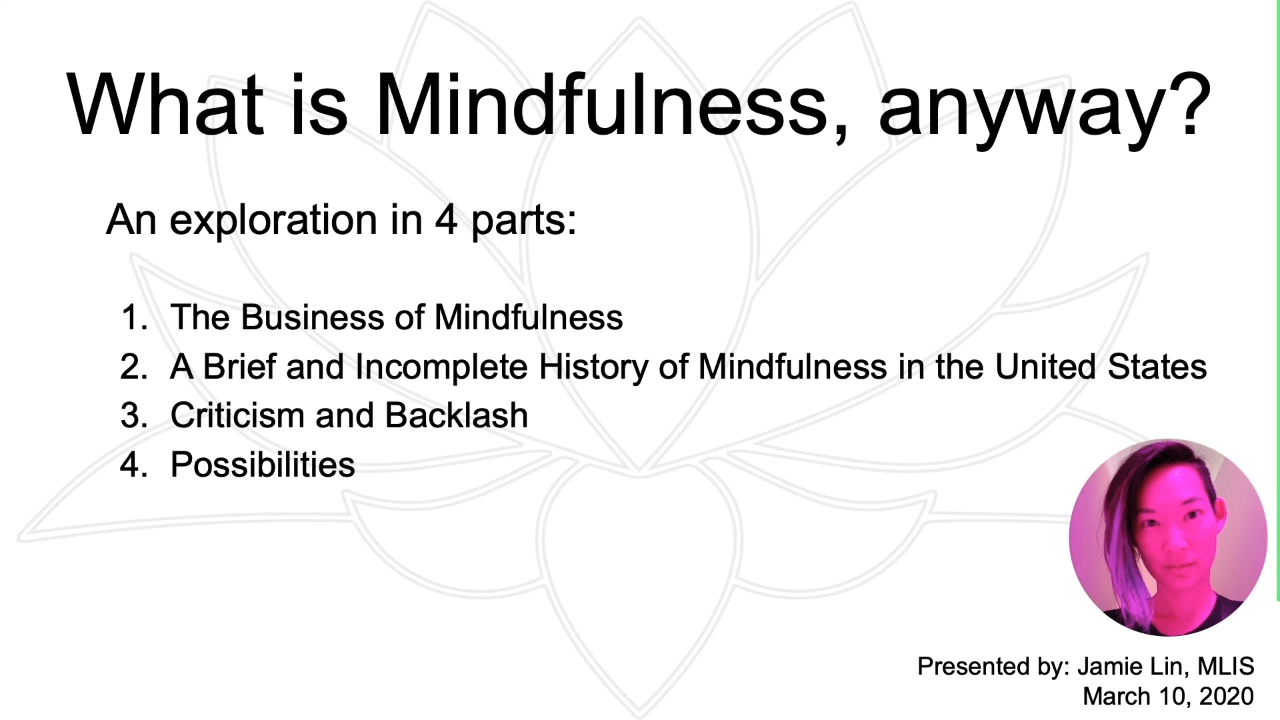 What is Mindfulness, anyway?
An exploration in 4 parts:
1. The Business of Mindfulness
2. A Brief and Incomplete History of Mindfulness in the United States
3. Criticism and Backlash
4. Possibilities
Presented by: Jamie Lin, MLIS
March 10, 2020